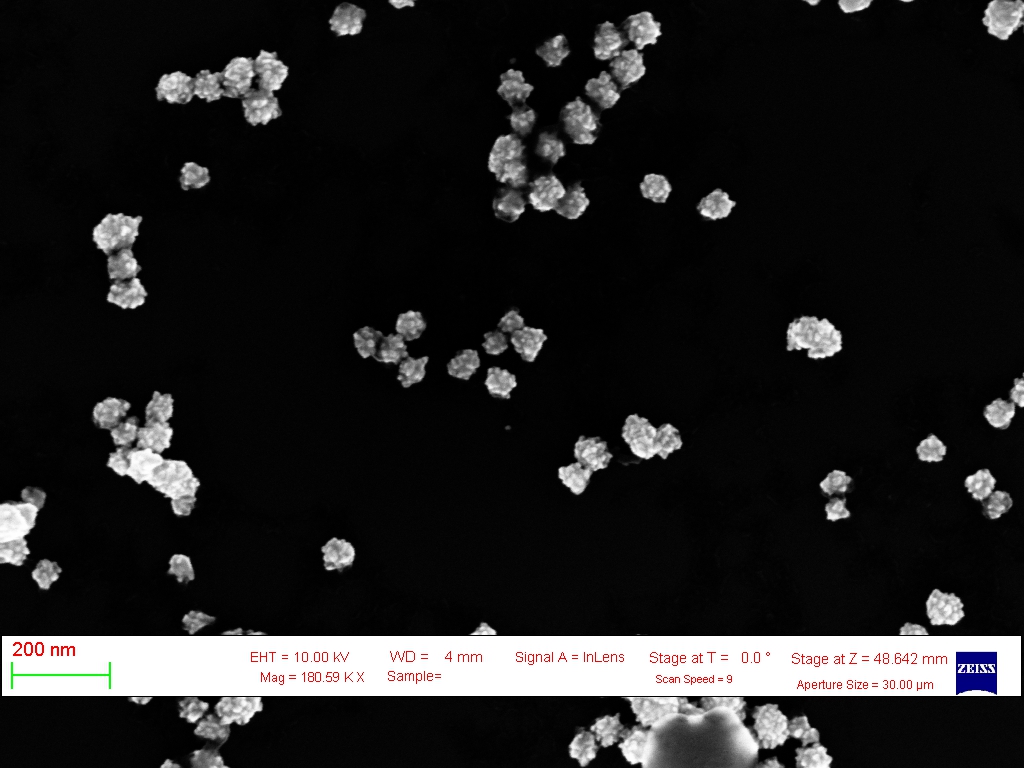 200 nm
EHT = 10.00 kV   WD =   4 mm   Signal A = InLens   Stage at T =   0.0 °   Stage at Z = 48.642 mm
Mag = 180.59 K X   Sample=   Scan Speed = 9   Aperture Size = 30.00 µm
ZEISS